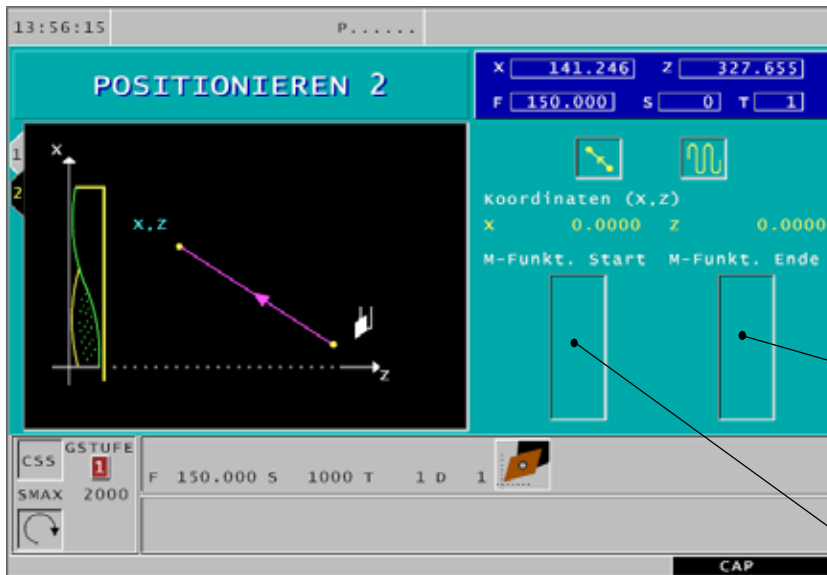 13:56:15 P......
POSITIONIEREN 2
X 141.246 Z 327.655
F 150.000 S 0 T 1
1
2
X
X,Z
Z
Koordinaten (X,Z)
X 0.0000 Z 0.0000
M-Funkt. Start M-Funkt. Ende
CSS GSTUFE
1
SMAX 2000
F 150.000 S 1000 T 1 D 1
CAP